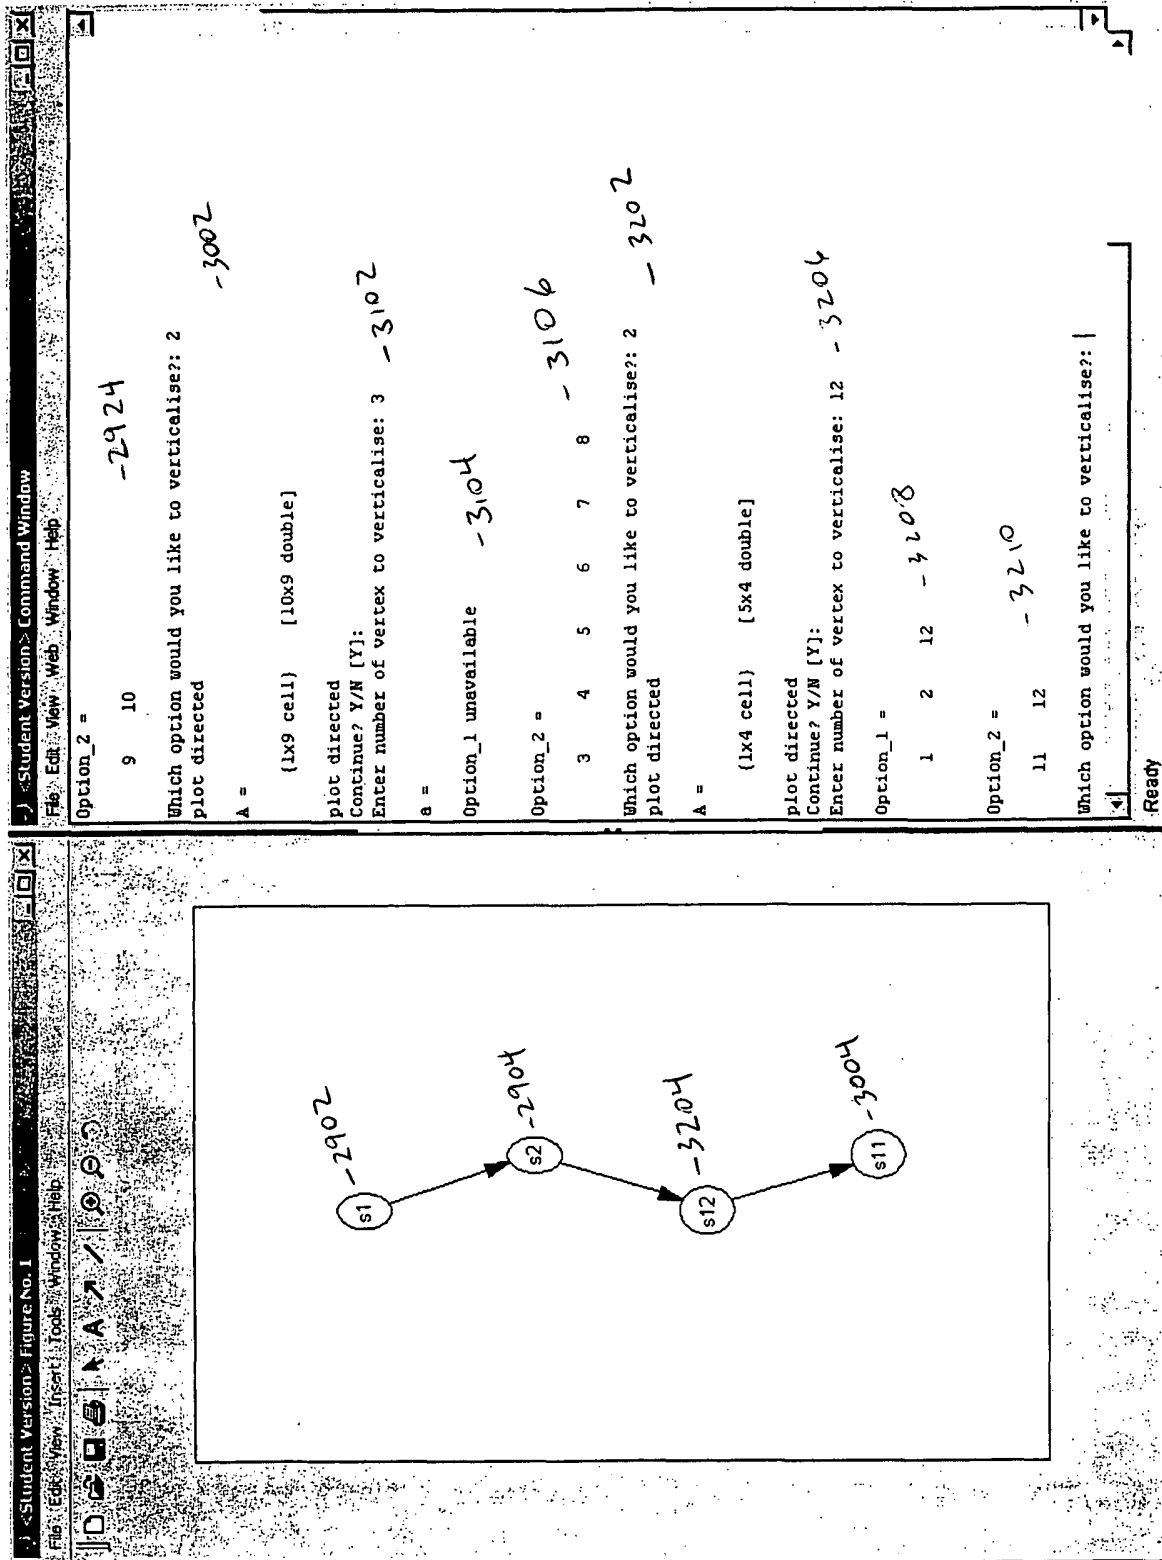 <Student Version> Figure No. 1
File Edit View Insert Tools Window Help
A
s1 -2902
s2 -2904
s12 -3204
s11 -3004
<Student Version> Command Window
File Edit View Web Window Help
Option_2 =
9 10 -2924
Which option would you like to verticalise?: 2
plot directed -3002
A =
{1x9 cell} [10x9 double]
plot directed
Continue? Y/N [Y]:
Enter number of vertex to verticalise: 3 -3102
a =
Option_1 unavailable -3104
Option_2 =
3 4 5 6 7 8 -3106
Which option would you like to verticalise?: 2 -3202
plot directed
A =
{1x4 cell} [5x4 double]
plot directed
Continue? Y/N [Y]:
Enter number of vertex to verticalise: 12 -3204
Option_1 =
1 2 12 -3208
Option_2 =
11 12 -3210
Which option would you like to verticalise?:
Ready